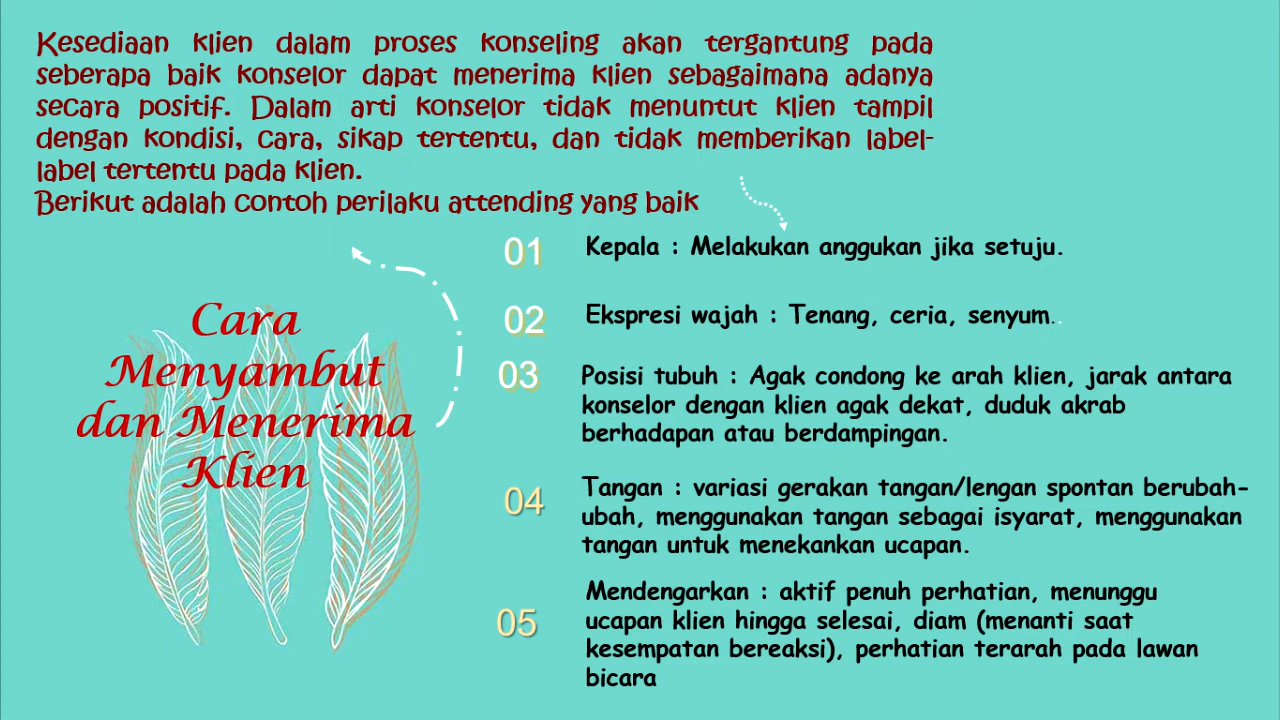 Kesediaan klien dalam proses konseling akan tergantung pada
seberapa baik konselor dapat menerima klien sebagaimana adanya
secara positif. Dalam arti konselor tidak menuntut klien tampil
dengan kondisi, cara, sikap tertentu, dan tidak memberikan label-
label tertentu pada klien.
Berikut adalah contoh perilaku attending yang baik
Cara
Menyambut
dan Menerima
Klien
01
Kepala : Melakukan anggukan jika setuju.
02
Ekspresi wajah : Tenang, ceria, senyum..
03
Posisi tubuh : Agak condong ke arah klien, jarak antara
konselor dengan klien agak dekat, duduk akrab
berhadapan atau berdampingan.
04
Tangan : variasi gerakan tangan/lengan spontan berubah-
ubah, menggunakan tangan sebagai isyarat, menggunakan
tangan untuk menekankan ucapan.
05
Mendengarkan : aktif penuh perhatian, menunggu
ucapan klien hingga selesai, diam (menanti saat
kesempatan bereaksi), perhatian terarah pada lawan
bicara